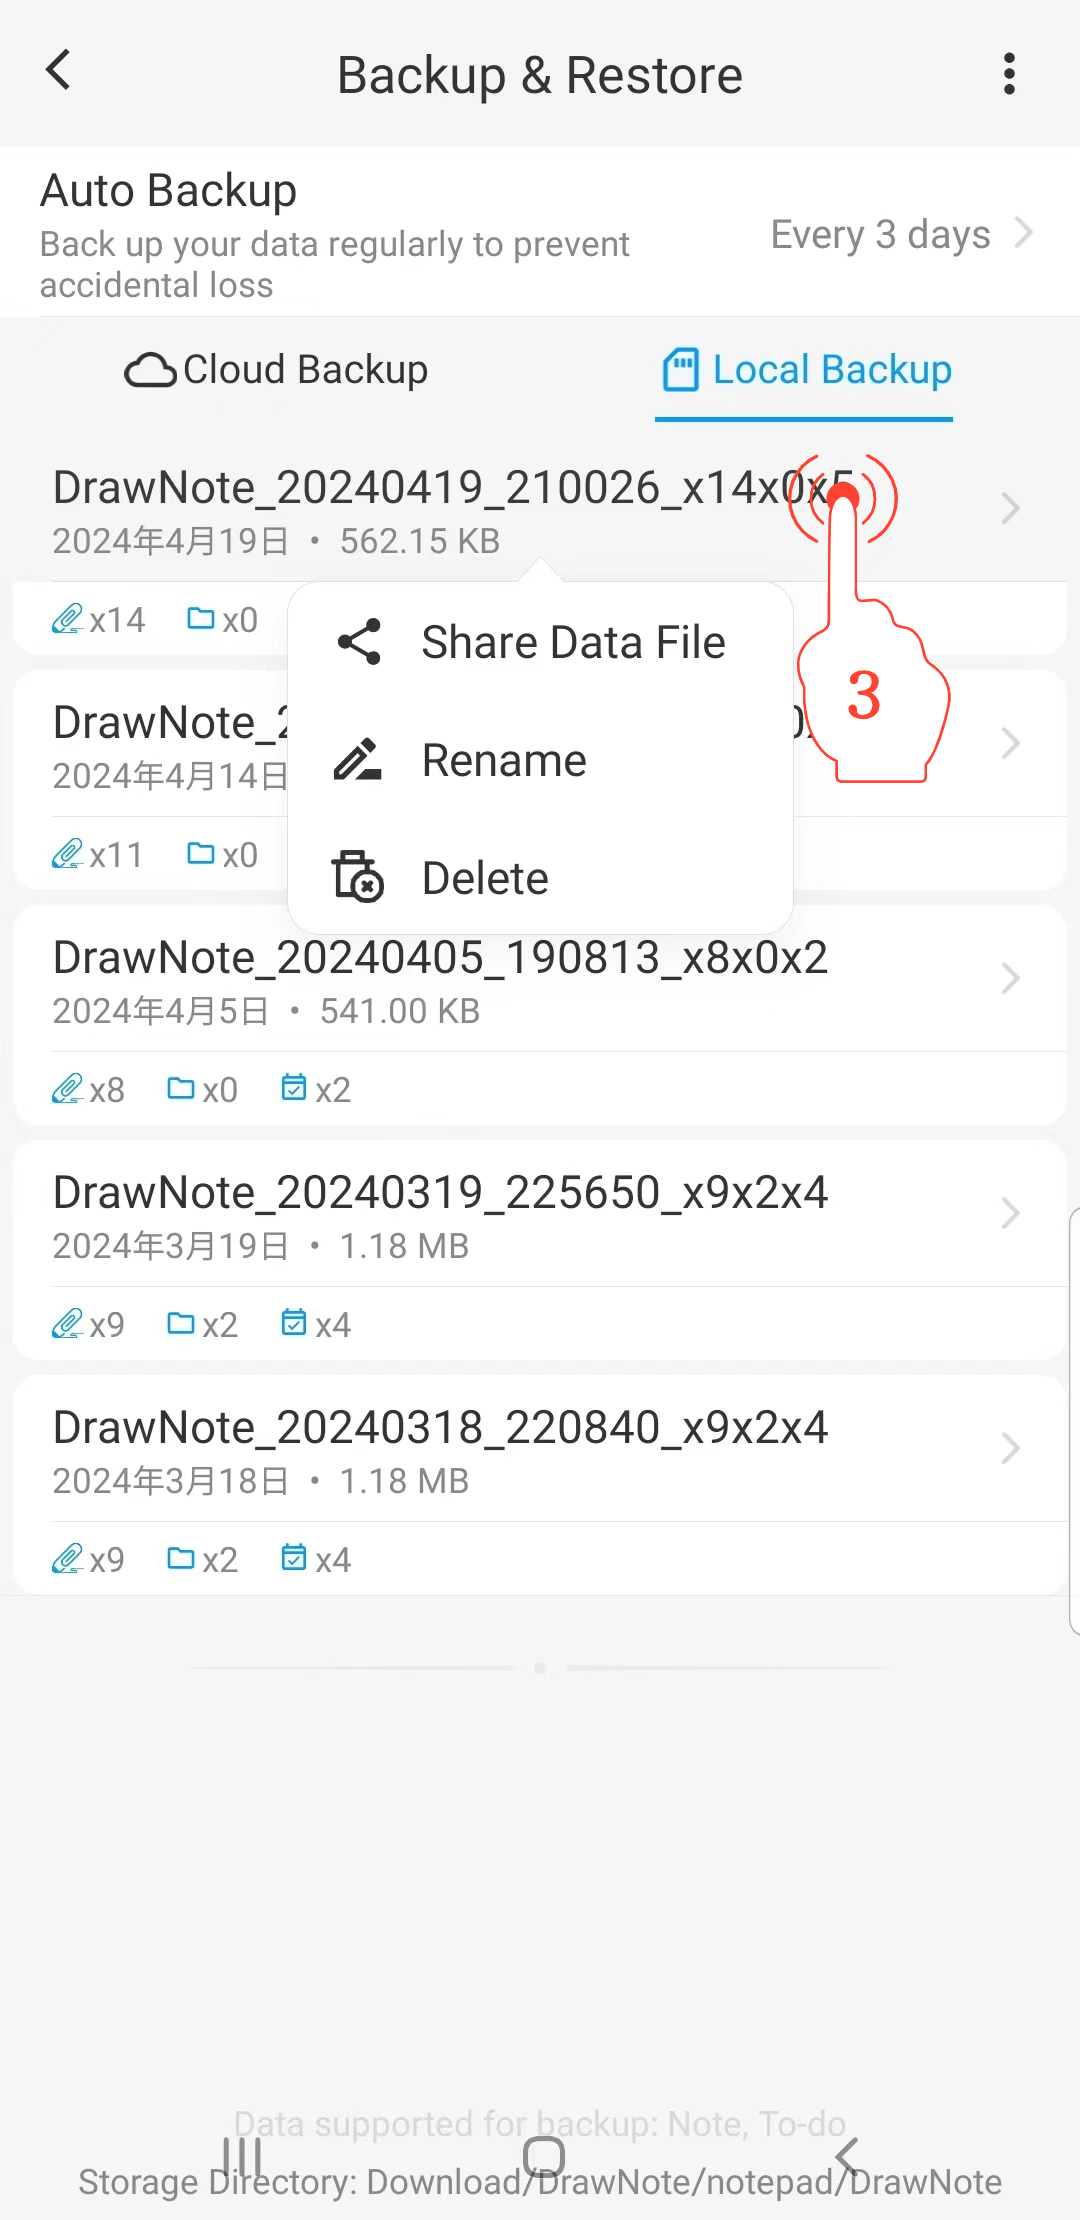 Backup & Restore
Auto Backup
Back up your data regularly to prevent
accidental loss
Every 3 days
Cloud Backup
Local Backup
DrawNote_20240419_210026_x14x0x5
2024年4月19日 • 562.15 KB
x14 x0
Share Data File
3
Rename
Delete
DrawNote_2
2024年4月14日
x11 x0
DrawNote_20240405_190813_x8x0x2
2024年4月5日 • 541.00 KB
x8 x0 x2
DrawNote_20240319_225650_x9x2x4
2024年3月19日 • 1.18 MB
x9 x2 x4
DrawNote_20240318_220840_x9x2x4
2024年3月18日 • 1.18 MB
x9 x2 x4
Data supported for backup: Note, To-do
Storage Directory: Download/DrawNote/notepad/DrawNote